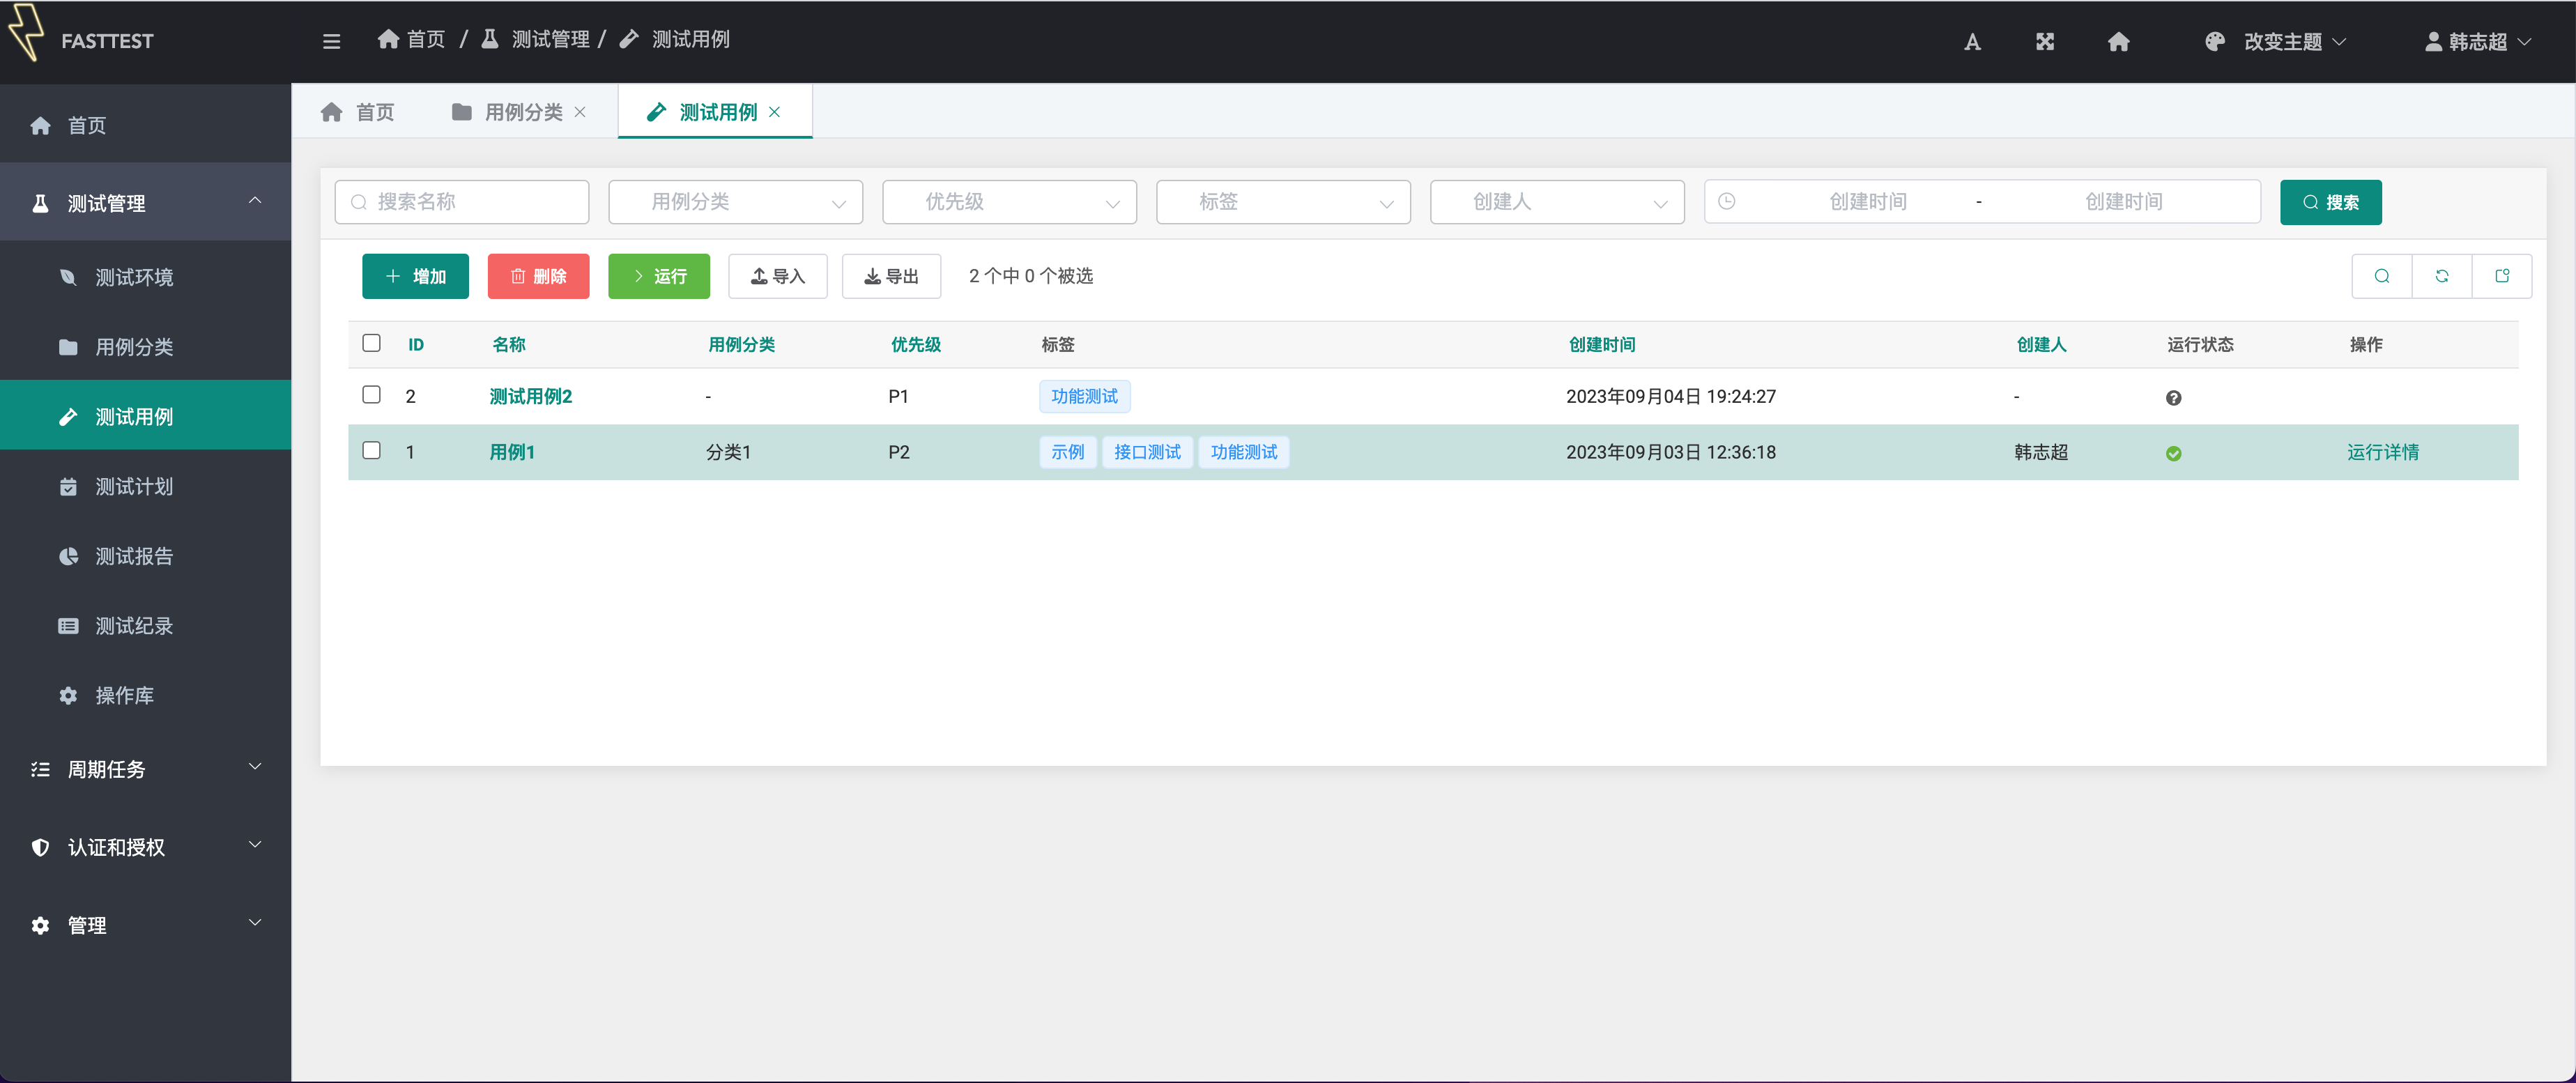 FASTTEST
首页 / 测试管理 / 测试用例
A
改变主题
韩志超
首页
测试管理
测试环境
用例分类
测试用例
测试计划
测试报告
测试纪录
操作库
周期任务
认证和授权
管理
首页 用例分类 测试用例
搜索名称 用例分类 优先级 标签 创建人 创建时间 - 创建时间 搜索
增加 删除 运行 导入 导出 2 个中 0 个被选
ID 名称 用例分类 优先级 标签 创建时间 创建人 运行状态 操作
2 测试用例2 - P1 功能测试 2023年09月04日 19:24:27 -
1 用例1 分类1 P2 示例 接口测试 功能测试 2023年09月03日 12:36:18 韩志超 运行详情